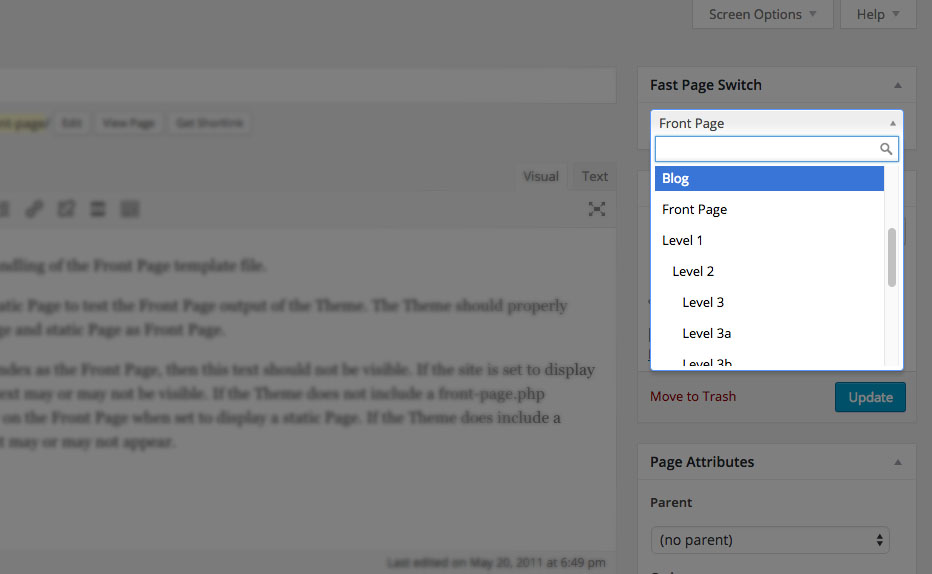 Screen Options Help
Fast Page Switch
nt-page/ Edit View Page Get Shortlink
Front Page
Blog
Visual Text
Front Page
Level 1
Level 2
Level 3
Level 3a
Level 3b
ndling of the Front Page template file.
atic Page to test the Front Page output of the Theme. The Theme should properly
ge and static Page as Front Page.
ndex as the Front Page, then this text should not be visible. If the site is set to display
ext may or may not be visible. If the Theme does not include a front-page.php
on the Front Page when set to display a static Page. If the Theme does include a
t may or may not appear.
Move to Trash Update
Page Attributes
Parent
(no parent)
Last edited on May 20, 2011 at 6:49 pm